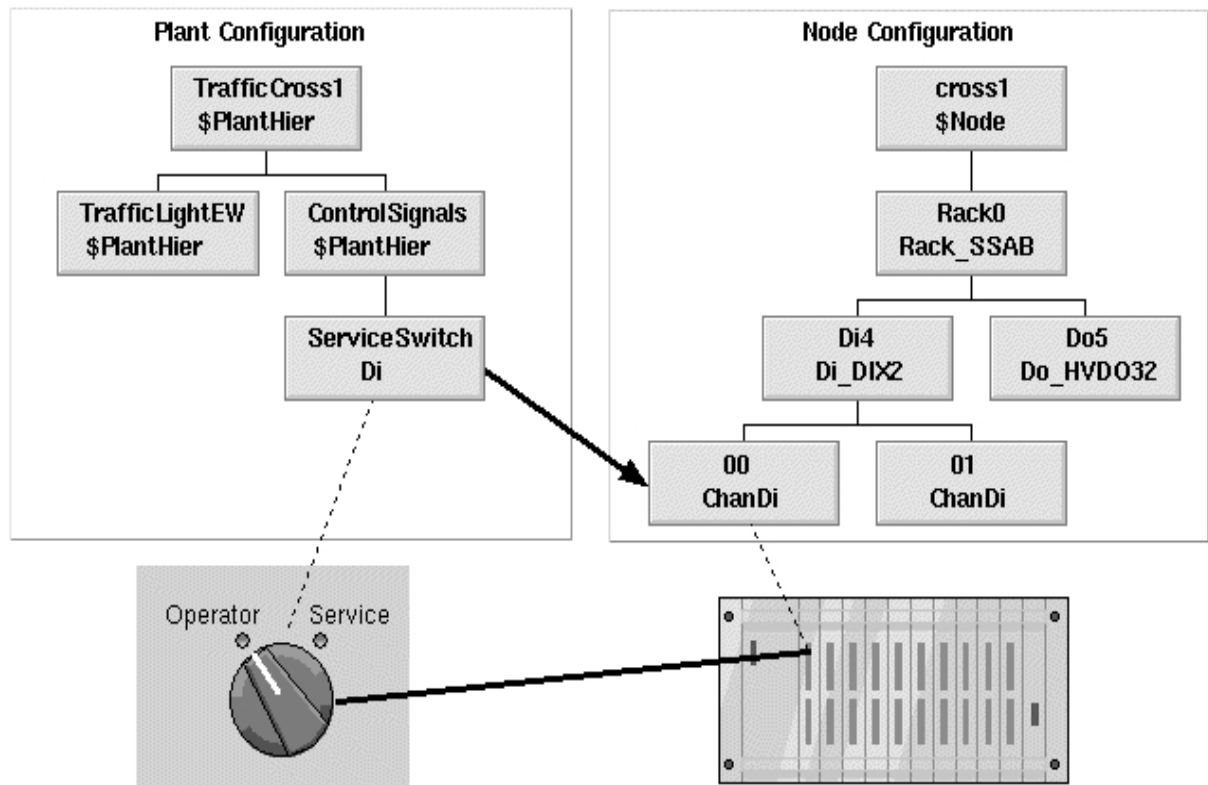 Plant Configuration
TrafficCross1
$PlantHier
TrafficLightEW
$PlantHier
ControlSignals
$PlantHier
ServiceSwitch
Di
Node Configuration
cross1
$Node
Rack0
Rack_SSAB
Di4
Di_DIX2
Do5
Do_HVDO32
00
ChanDi
01
ChanDi
Operator
Service